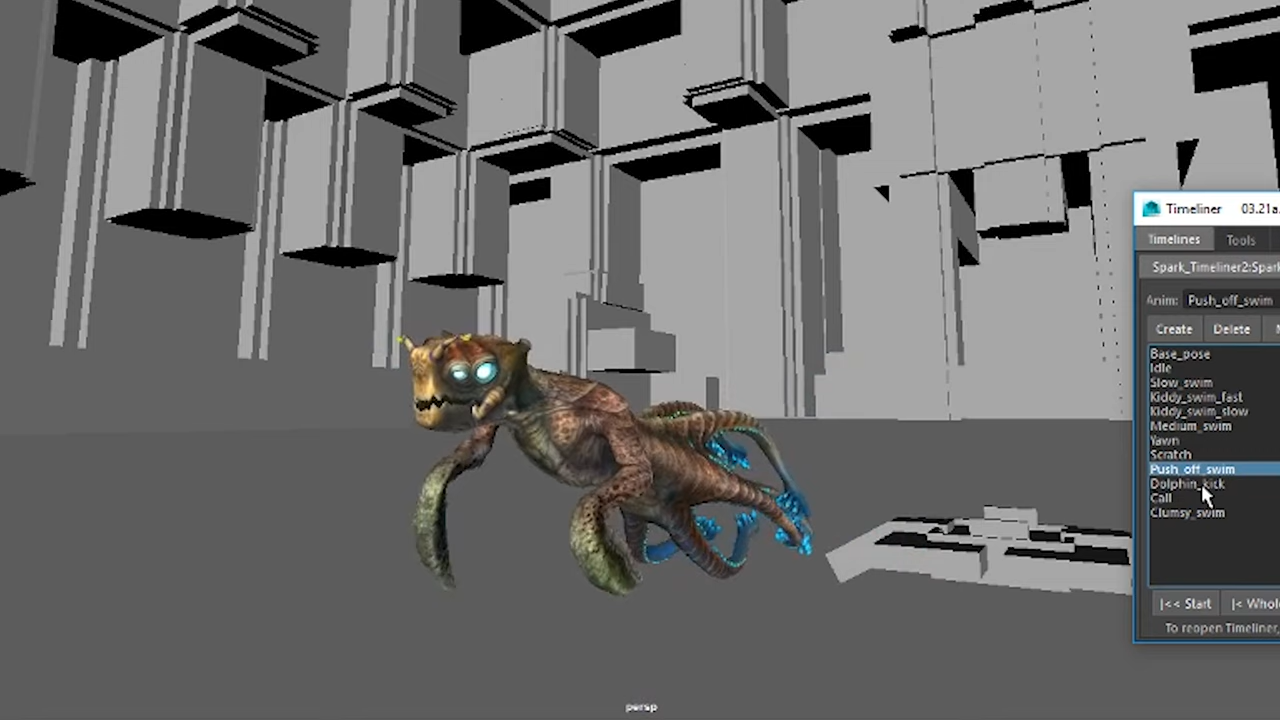 Timeliner 03.21a.
Timelines Tools
Spark_Timeliner2:Spark
Anim: Push_off_swim
Create Delete
Base_pose
Idle
Slow_swim
Kiddy_swim_fast
Kiddy_swim_slow
Medium_swim
Yawn
Scratch
Push_off_swim
Dolphin_kick
Call
Clumsy_swim
|<< Start |< Whol
To reopen Timeliner,
persp